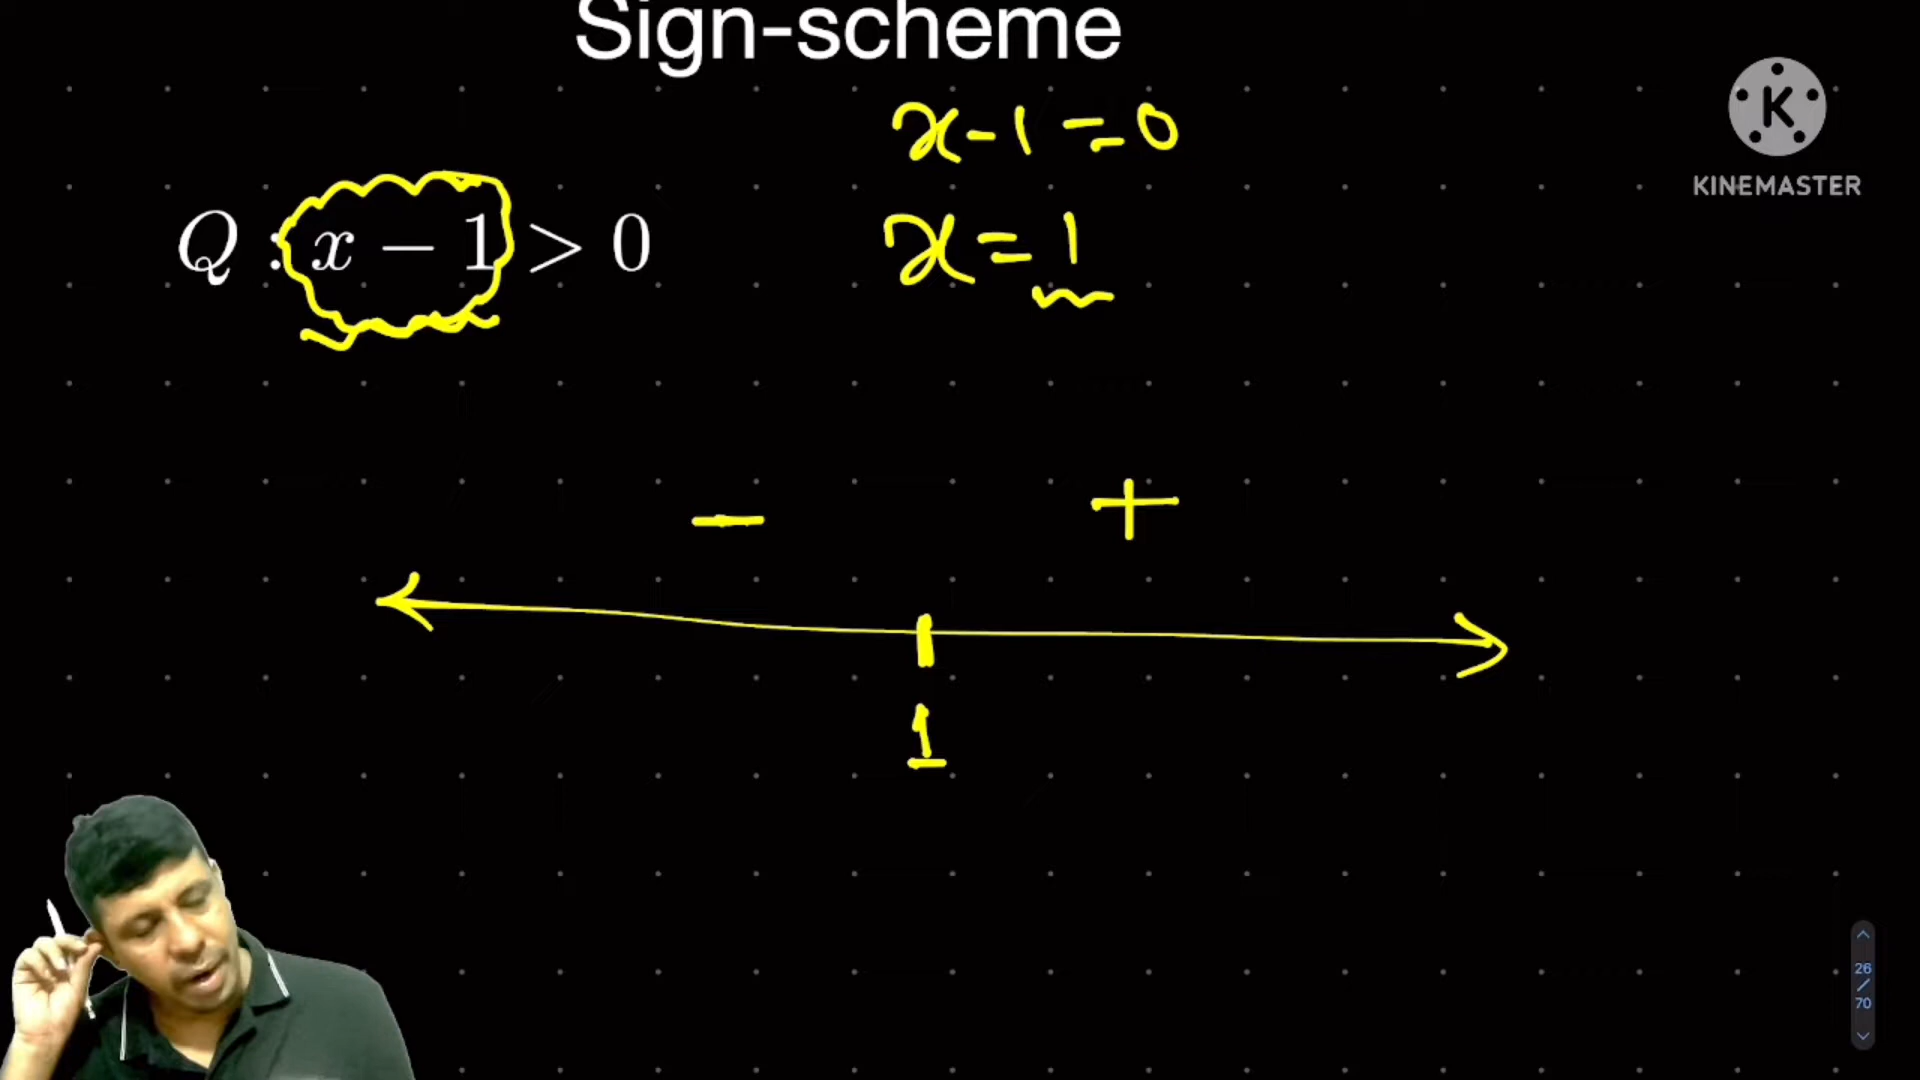 Sign-scheme
x-1=0
KINEMASTER
Q : x − 1 > 0
x=1
− +
1
26
/
70